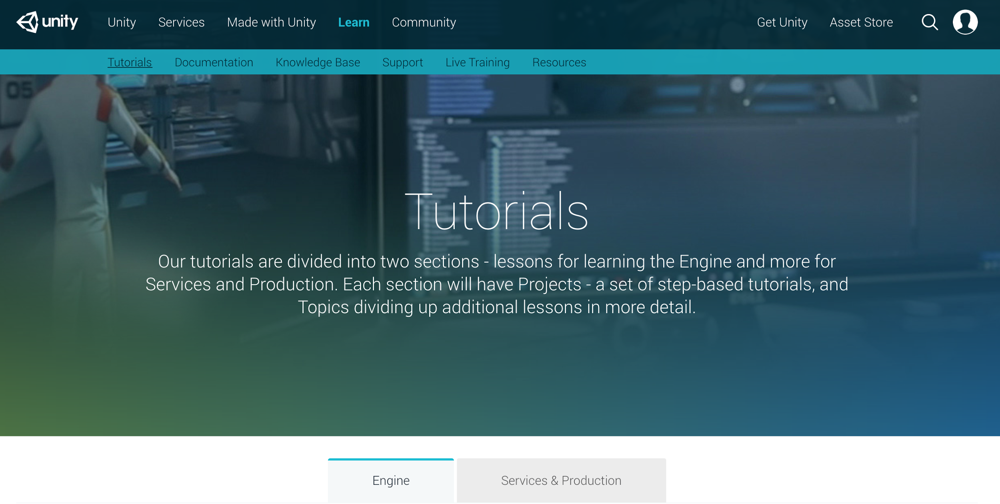 unity Unity Services Made with Unity Learn Community Get Unity Asset Store
Tutorials Documentation Knowledge Base Support Live Training Resources
05
Tutorials
Our tutorials are divided into two sections - lessons for learning the Engine and more for
Services and Production. Each section will have Projects - a set of step-based tutorials, and
Topics dividing up additional lessons in more detail.
Engine Services & Production